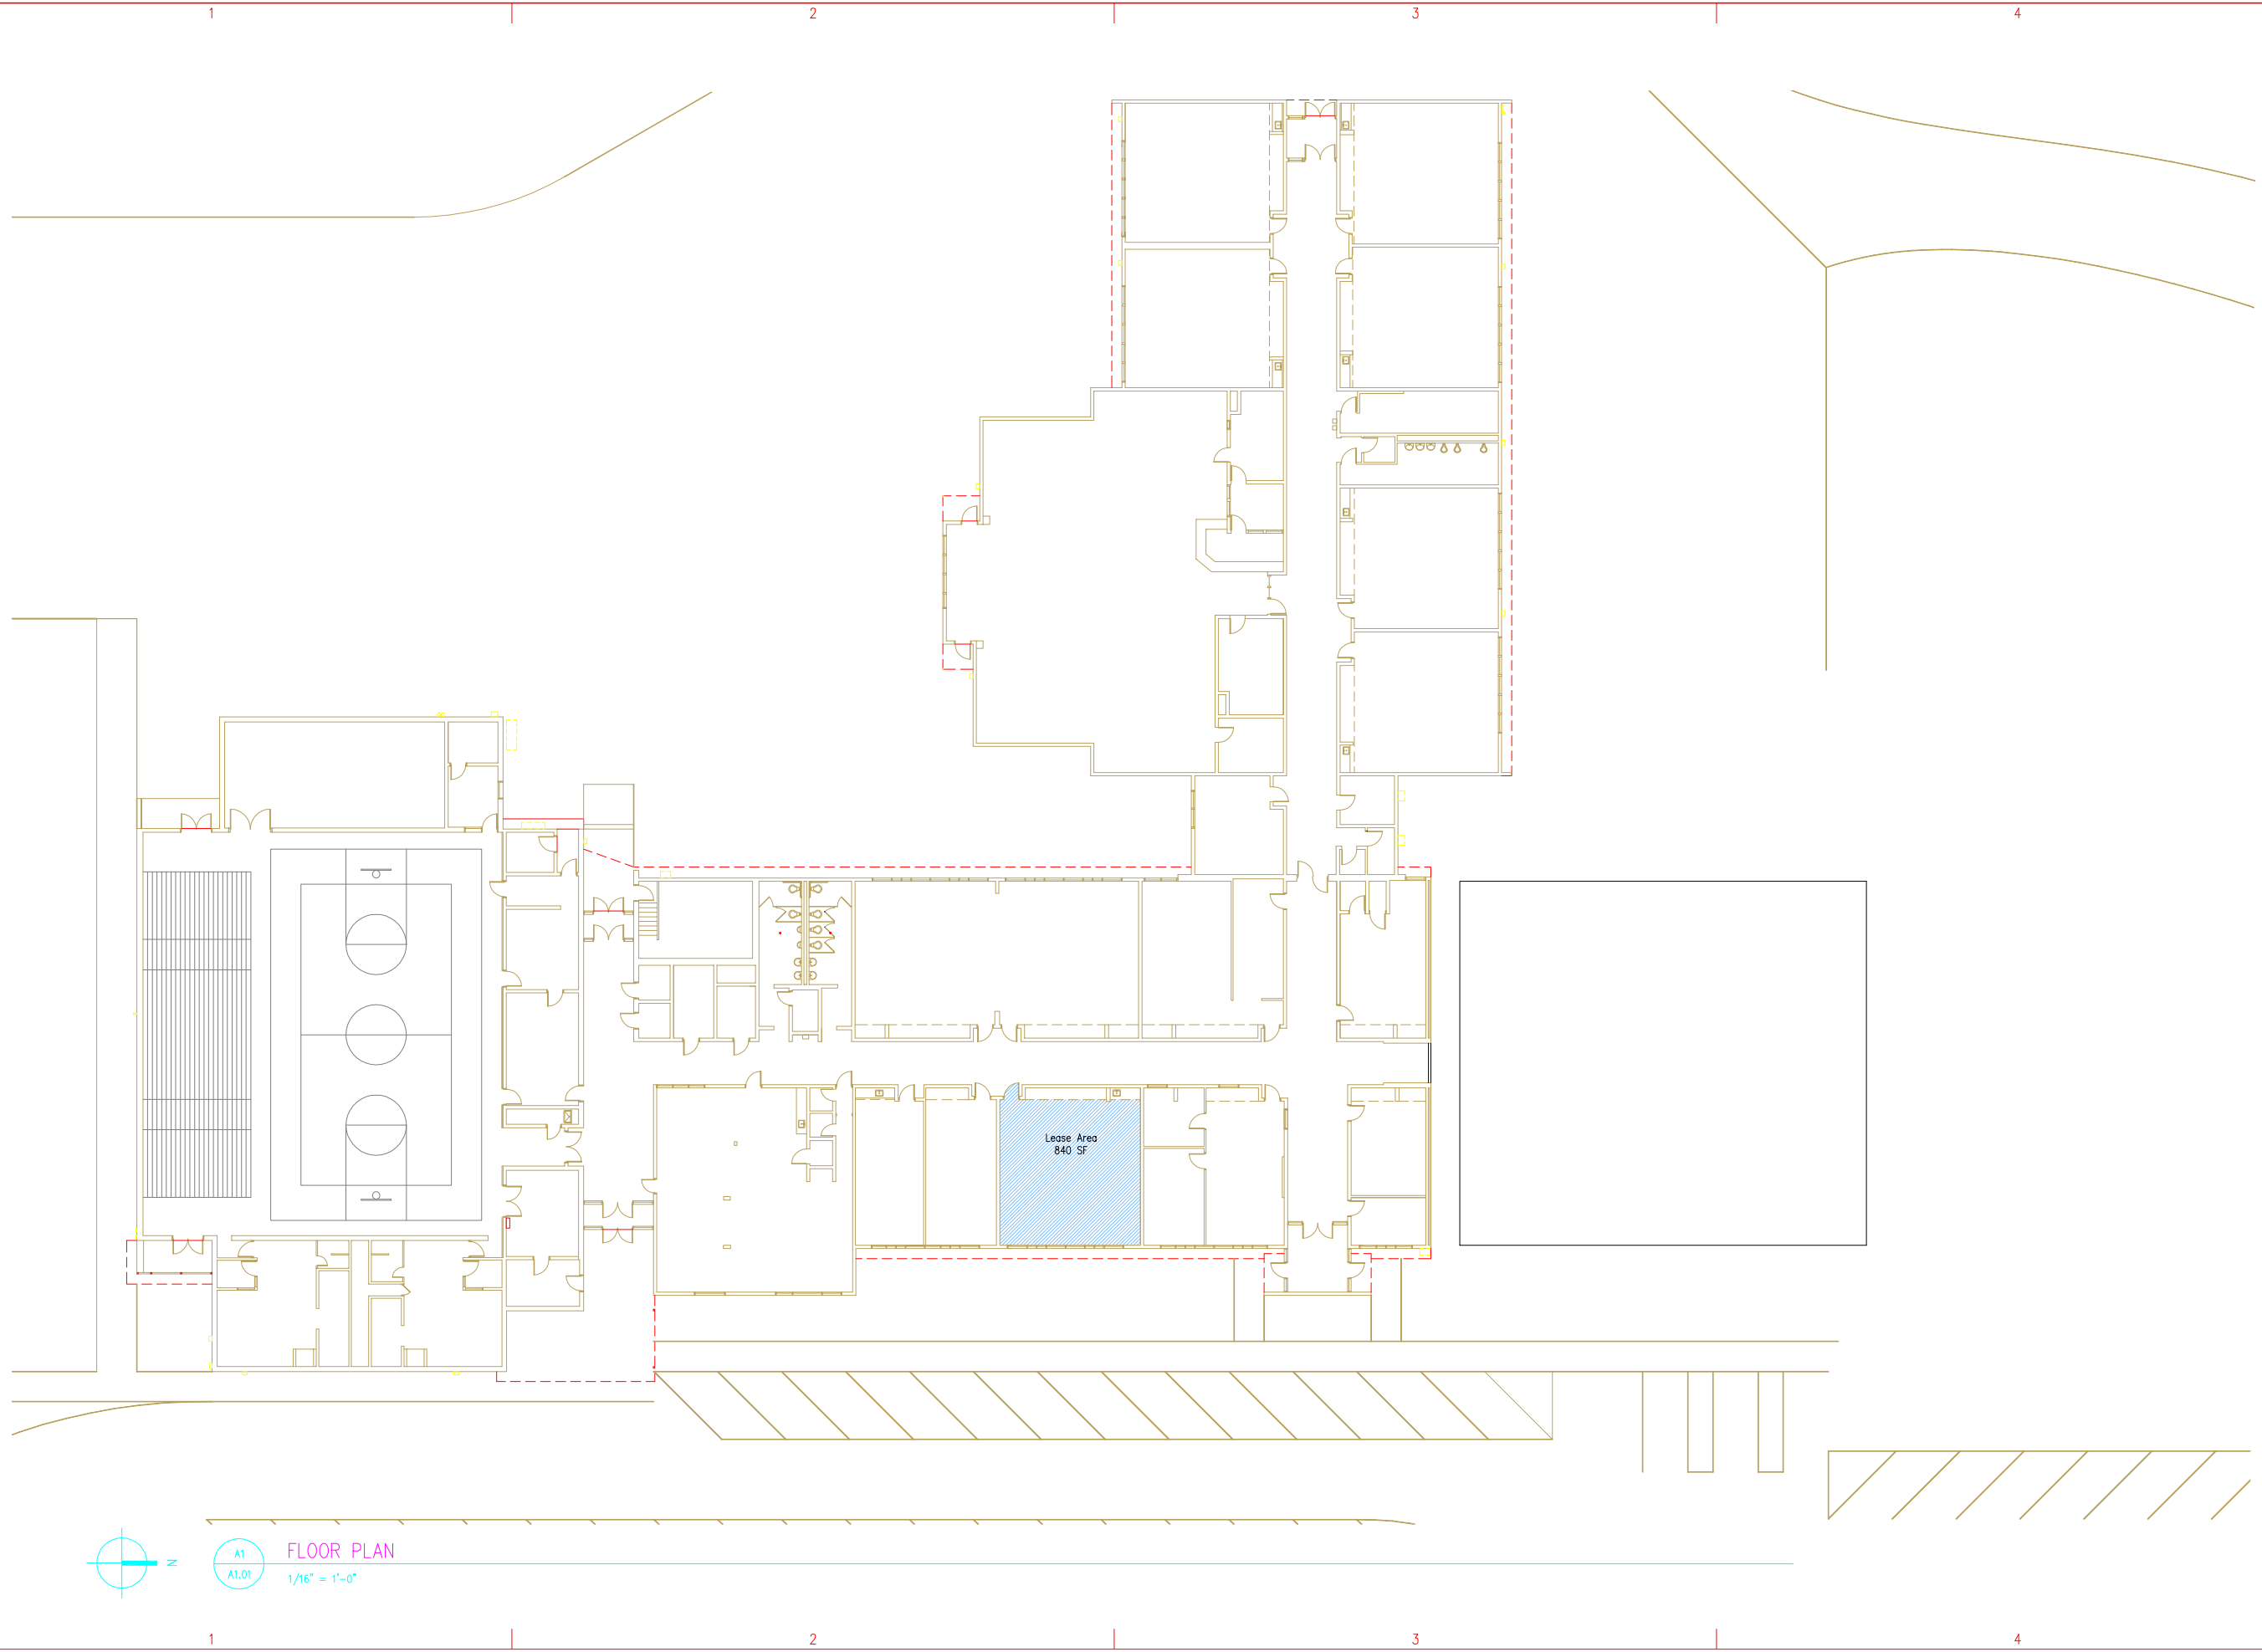 1 2 3 4
Lease Area
840 SF
N
A1
A1.01
FLOOR PLAN
1/16" = 1'-0"
1 2 3 4